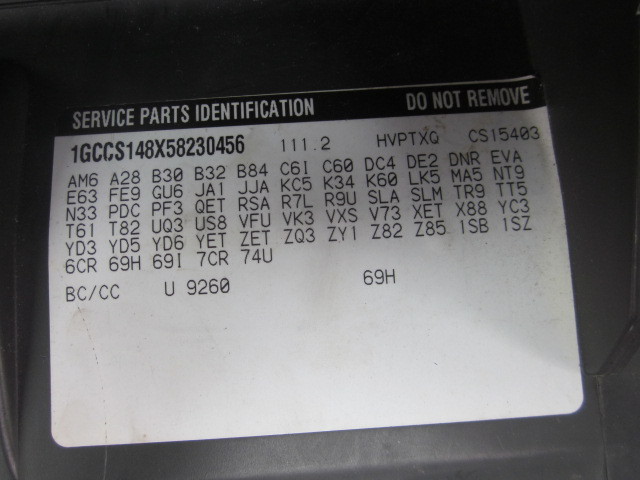 SERVICE PARTS IDENTIFICATION DO NOT REMOVE
1GCCS148X58230456 111.2 HVPTXQ CS15403
AM6 A28 B30 B32 B84 C6I C60 DC4 DE2 DNR EVA
E63 FE9 GU6 JA1 JJA KC5 K34 K60 LK5 MA5 NT9
N33 PDC PF3 QET RSA R7L R9U SLA SLM TR9 TT5
T61 T82 UQ3 US8 VFU VK3 VXS V73 XET X88 YC3
YD3 YD5 YD6 YET ZET ZQ3 ZY1 Z82 Z85 1SB 1SZ
6CR 69H 69I 7CR 74U
BC/CC U 9260 69H